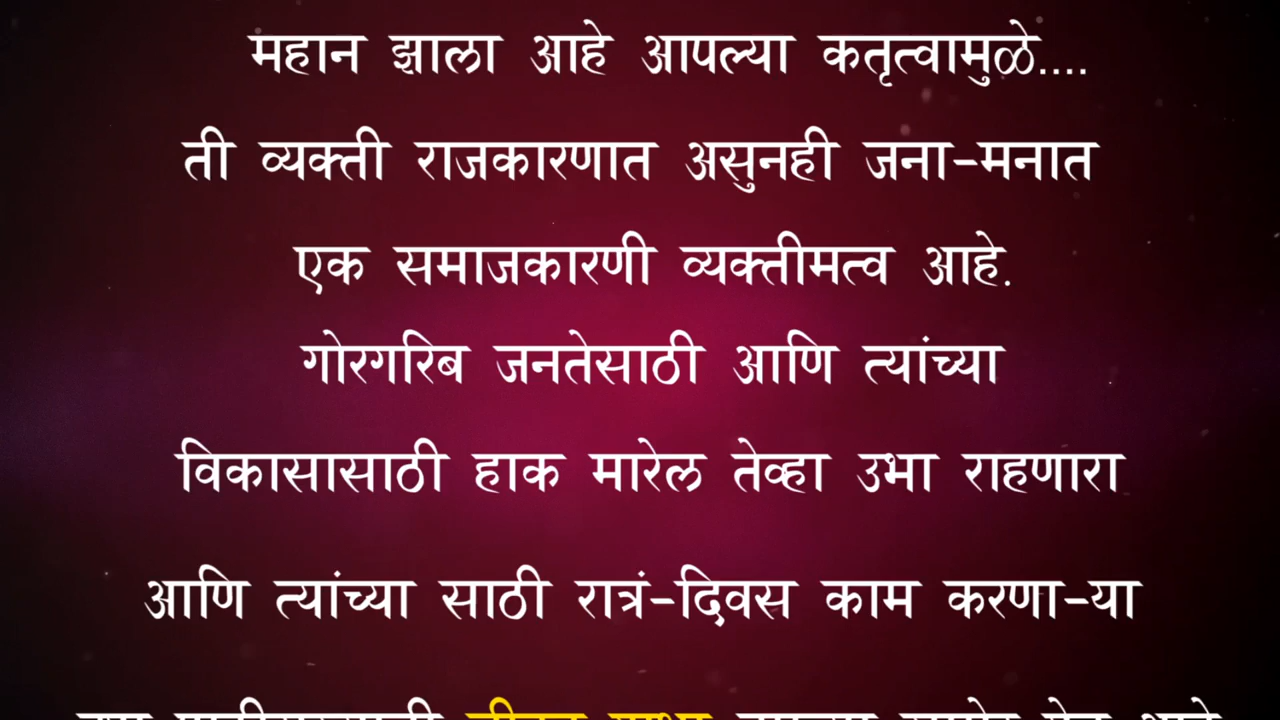 महान झाला आहे आपल्या कतृत्वामुळे....
ती व्यक्ती राजकारणात असुनही जना-मनात
एक समाजकारणी व्यक्तीमत्व आहे.
गोरगरिब जनतेसाठी आणि त्यांच्या
विकासासाठी हाक मारेल तेव्हा उभा राहणारा
आणि त्यांच्या साठी रात्रं-दिवस काम करणा-या